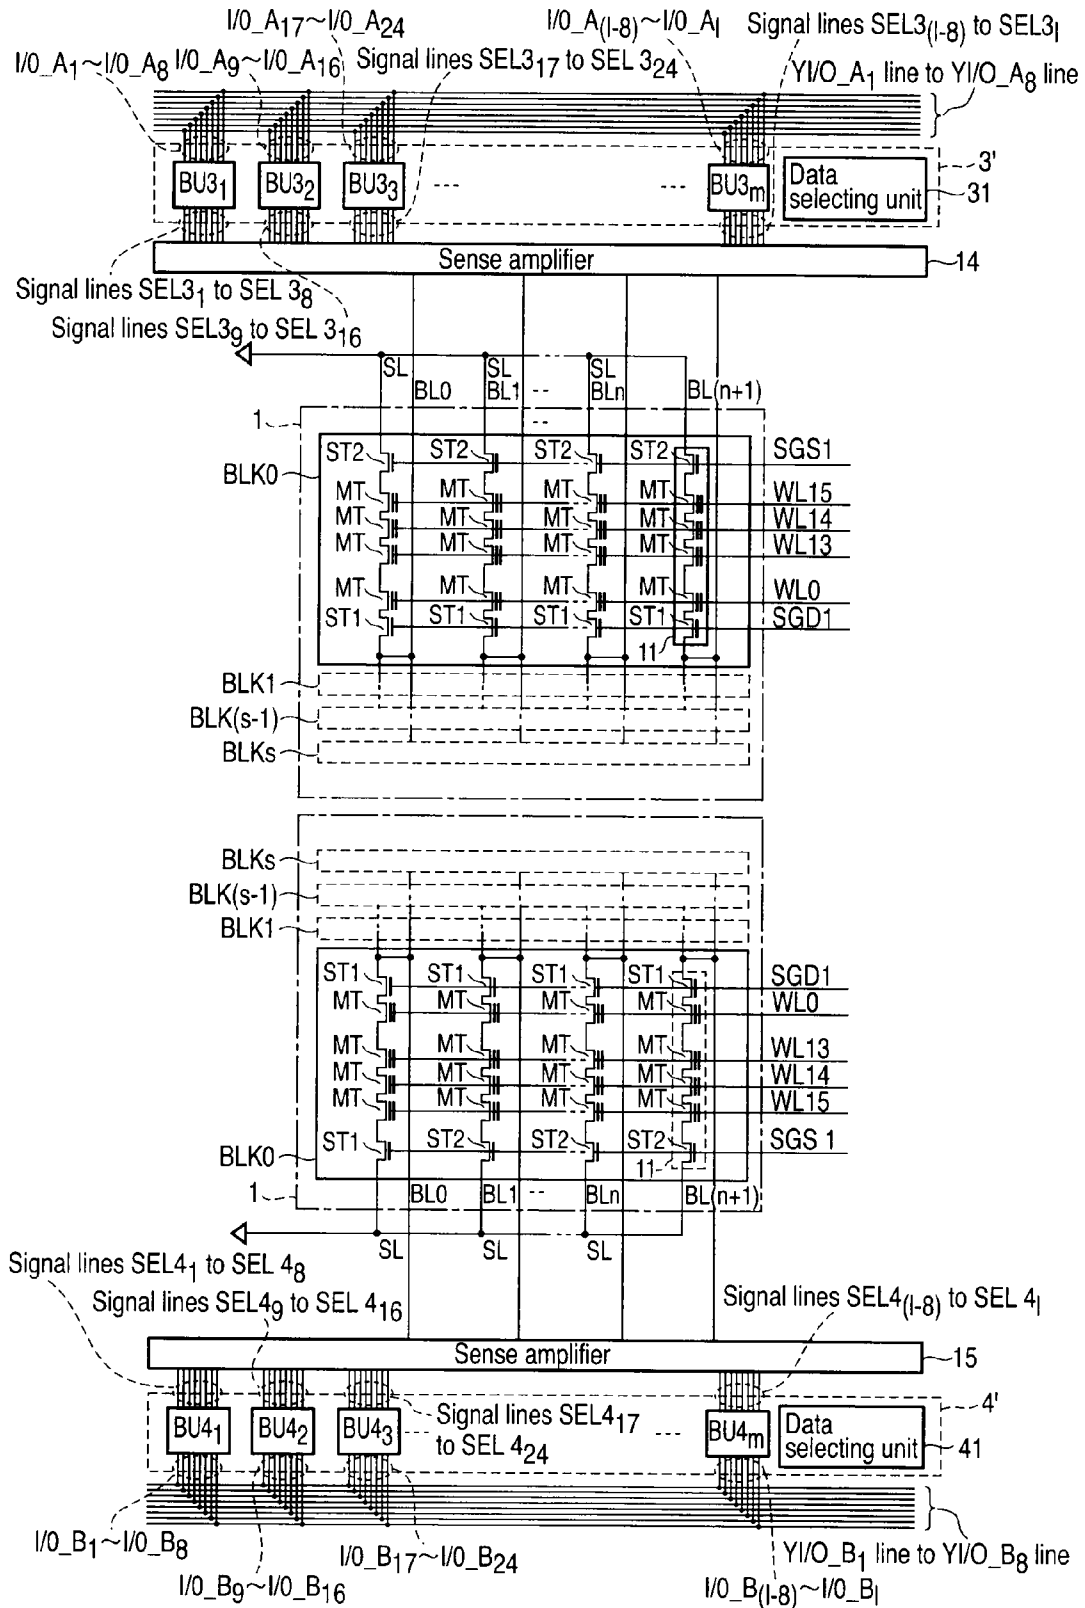 I/0_A17~I/0_A24
I/0_A(l-8)~I/0_Al
Signal lines SEL3(l-8) to SEL3l
I/0_A1~I/0_A8
I/0_A9~I/0_A16
Signal lines SEL317 to SEL 324
YI/O_A1 line to YI/O_A8 line
BU31
BU32
BU33
---
---
BU3m
Data selecting unit
3'
31
Sense amplifier
14
Signal lines SEL31 to SEL 38
Signal lines SEL39 to SEL 316
SL
SL
SL
BL0
BL1
--
BLn
BL(n+1)
1
--
BLK0
ST2
ST2
ST2
ST2
SGS1
MT
MT
MT
MT
WL15
MT
MT
MT
MT
WL14
MT
MT
MT
MT
WL13
MT
MT
MT
MT
WL0
ST1
ST1
ST1
ST1
SGD1
11
BLK1
BLK(s-1)
BLKs
BLKs
BLK(s-1)
BLK1
ST1
ST1
ST1
ST1
SGD1
MT
MT
MT
MT
WL0
MT
MT
MT
MT
WL13
MT
MT
MT
MT
WL14
MT
MT
MT
MT
WL15
ST1
ST2
ST2
ST2
SGS 1
BLK0
11
1
BL0
BL1
--
BLn
BL(n+1)
SL
SL
SL
Signal lines SEL41 to SEL 48
Signal lines SEL49 to SEL 416
Signal lines SEL4(l-8) to SEL 4l
Sense amplifier
15
BU41
BU42
BU43
Signal lines SEL417
to SEL 424
---
---
BU4m
Data
selecting unit
4'
41
I/0_B1~I/0_B8
I/0_B17~I/0_B24
YI/O_B1 line to YI/O_B8 line
I/0_B9~I/0_B16
I/0_B(l-8)~I/0_Bl